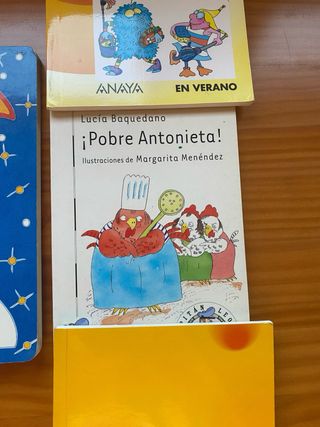 ANAYA
EN VERANO
Lucía Baquedano
¡Pobre Antonieta!
Ilustraciones de Margarita Menéndez